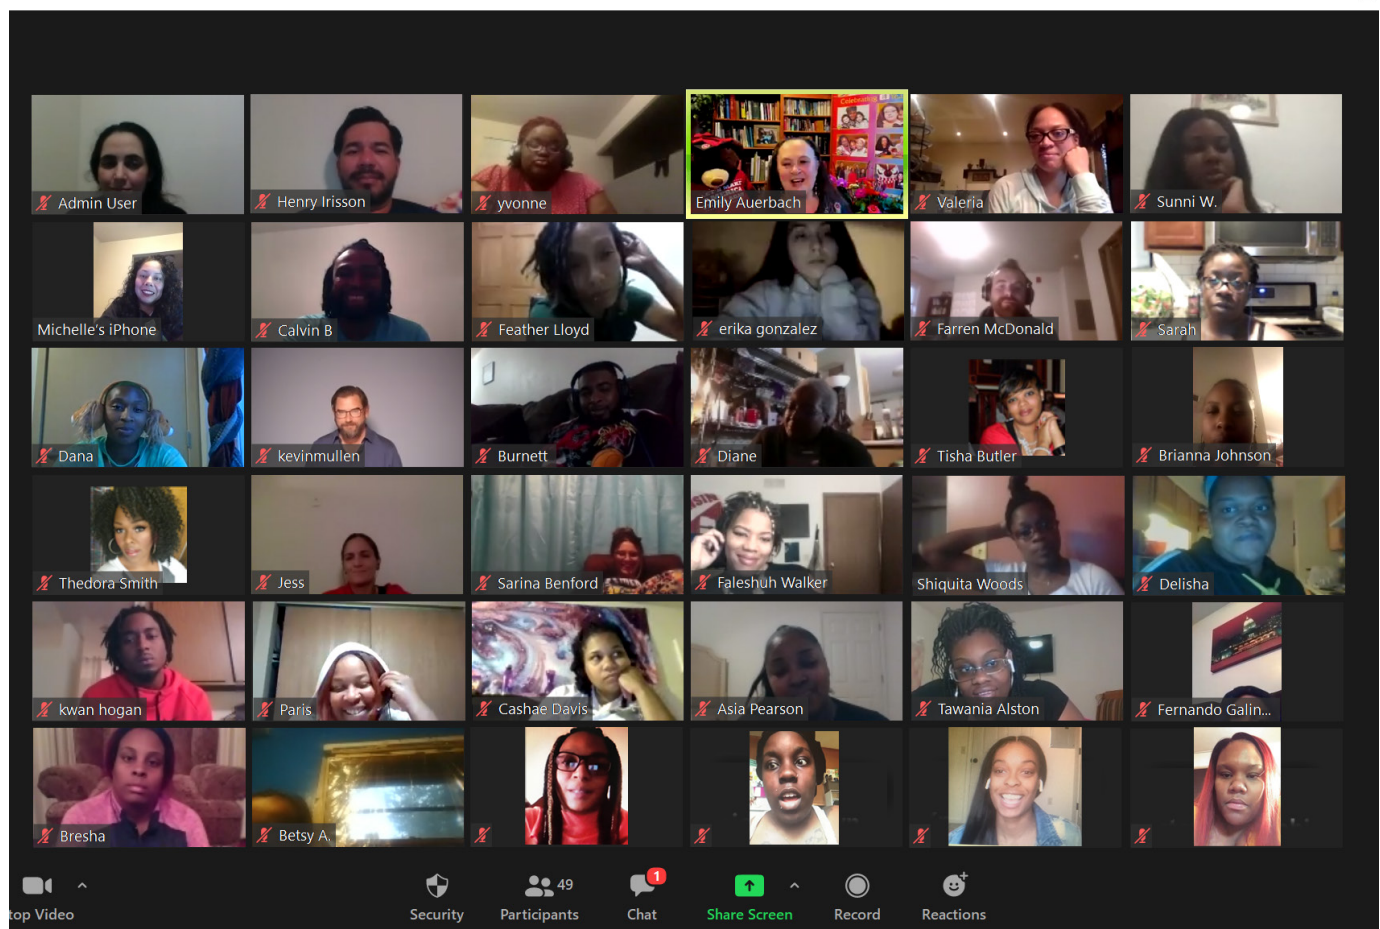 Celebrating
Admin User
Henry Irisson
yvonne
Emily Auerbach
Valeria
Sunni W.
Michelle's iPhone
Calvin B
Feather Lloyd
erika gonzalez
Farren McDonald
Sarah
Dana
kevinmullen
Burnett
Diane
Tisha Butler
Brianna Johnson
Thedora Smith
Jess
Sarina Benford
Faleshuh Walker
Shiquita Woods
Delisha
kwan hogan
Paris
Cashae Davis
Asia Pearson
Tawania Alston
Fernando Galin...
Bresha
Betsy A.
top Video
Security
Participants
49
Chat
1
Share Screen
Record
Reactions